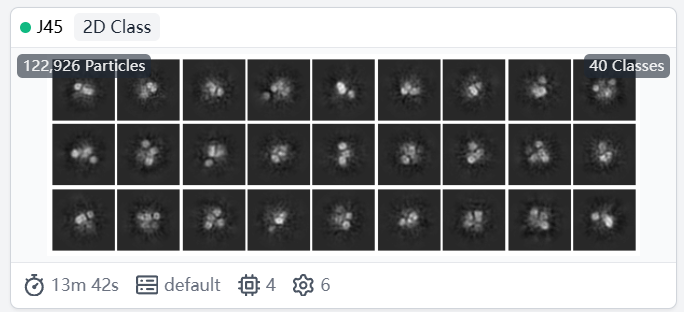 J45 2D Class
122,926 Particles 40 Classes
13m 42s default 4 6